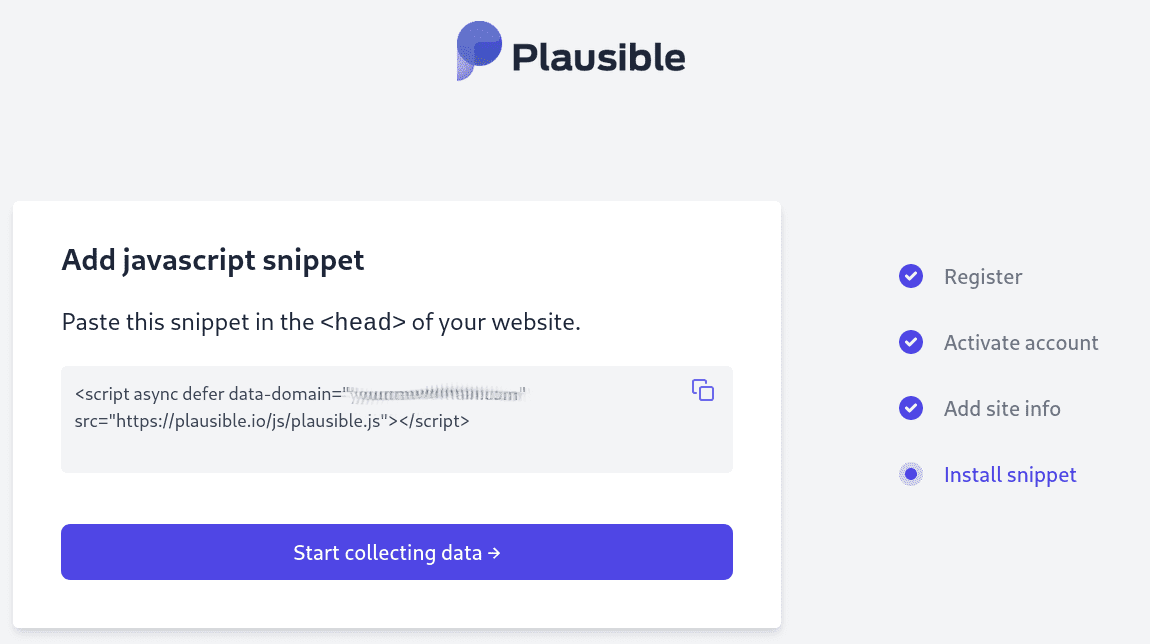 Plausible
Add javascript snippet
Paste this snippet in the <head> of your website.
<script async defer data-domain="
src="https://plausible.io/js/plausible.js"></script>
Start collecting data →
Register
Activate account
Add site info
Install snippet